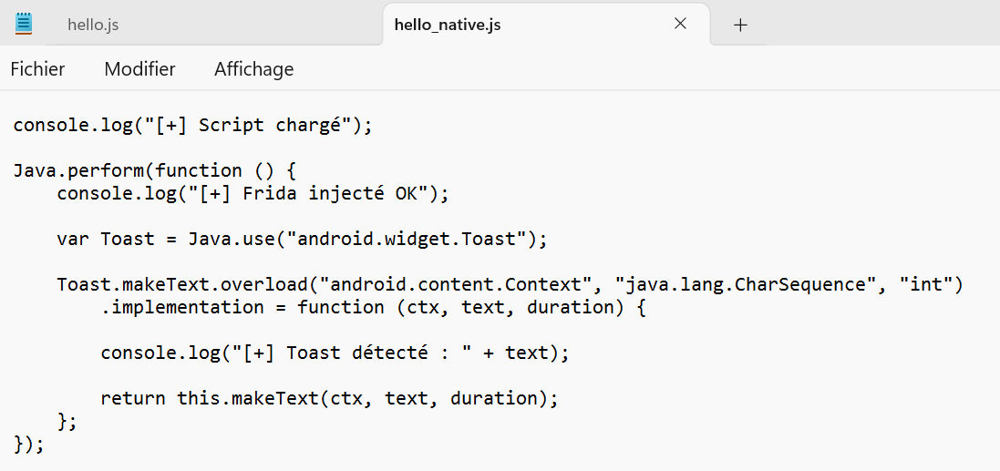 hello.js
hello_native.js
Fichier Modifier Affichage
console.log("[+] Script chargé");
Java.perform(function () {
    console.log("[+] Frida injecté OK");
    var Toast = Java.use("android.widget.Toast");
    Toast.makeText.overload("android.content.Context", "java.lang.CharSequence", "int")
        .implementation = function (ctx, text, duration) {
        console.log("[+] Toast détecté : " + text);
        return this.makeText(ctx, text, duration);
    };
});